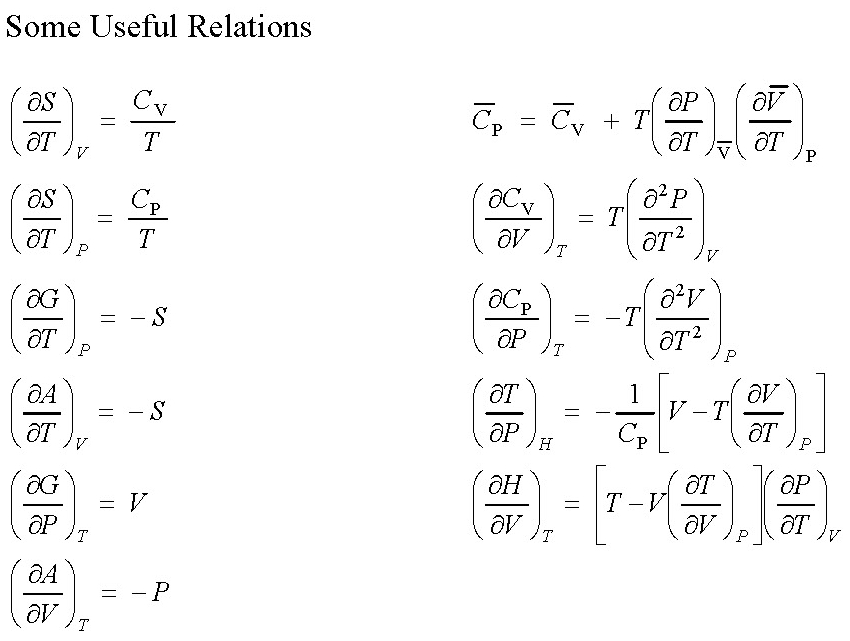 Some Useful Relations
(∂S/∂T)_V = C_V/T
(∂S/∂T)_P = C_P/T
(∂G/∂T)_P = − S
(∂A/∂T)_V = − S
(∂G/∂P)_T = V
(∂A/∂V)_T = − P
C̅_P = C̅_V + T(∂P/∂T)_V̅ (∂V̅/∂T)_P
(∂C_V/∂V)_T = T(∂²P/∂T²)_V
(∂C_P/∂P)_T = −T(∂²V/∂T²)_P
(∂T/∂P)_H = −1/C_P [V − T(∂V/∂T)_P]
(∂H/∂V)_T = [T − V(∂T/∂V)_P](∂P/∂T)_V